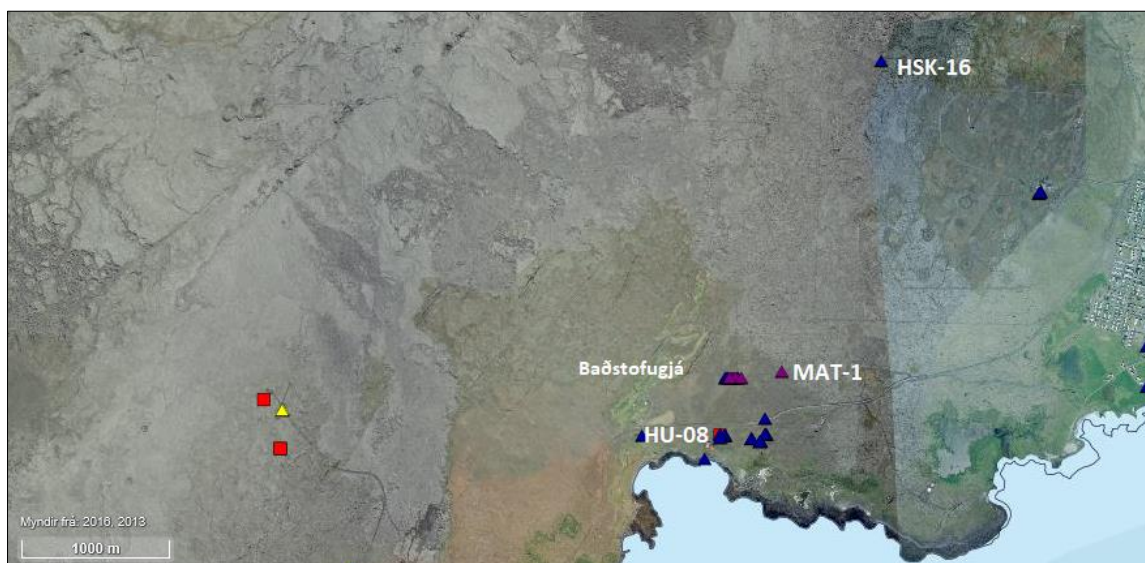 HSK-16
Baðstofugjá
MAT-1
HU-08
Myndir frá: 2016, 2013
1000 m